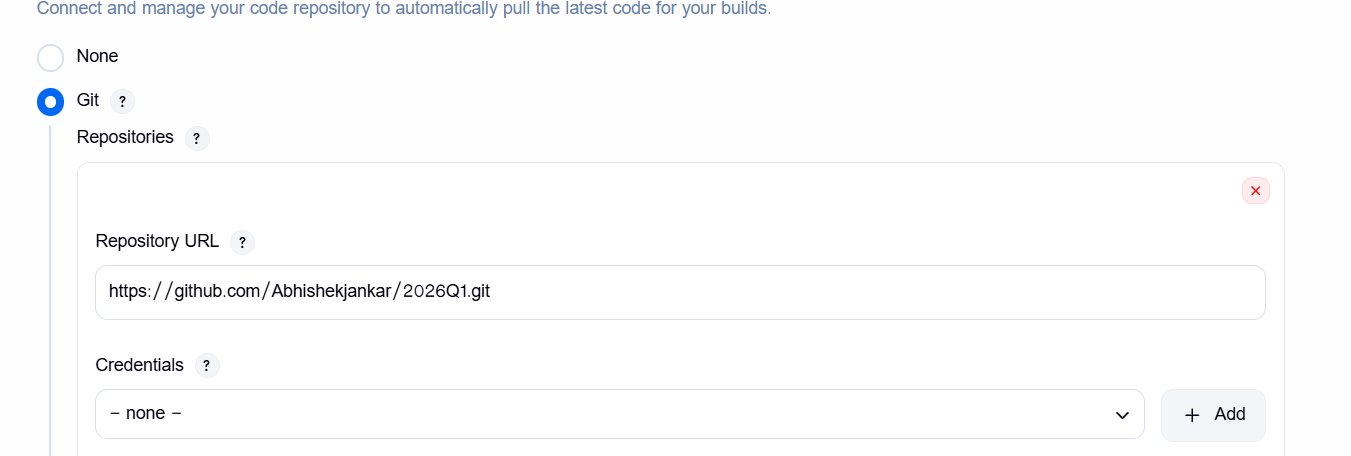 Connect and manage your code repository to automatically pull the latest code for your builds.
None
Git ?
Repositories ?
Repository URL ?
https://github.com/Abhishekjankar/2026Q1.git
Credentials ?
- none -
+ Add